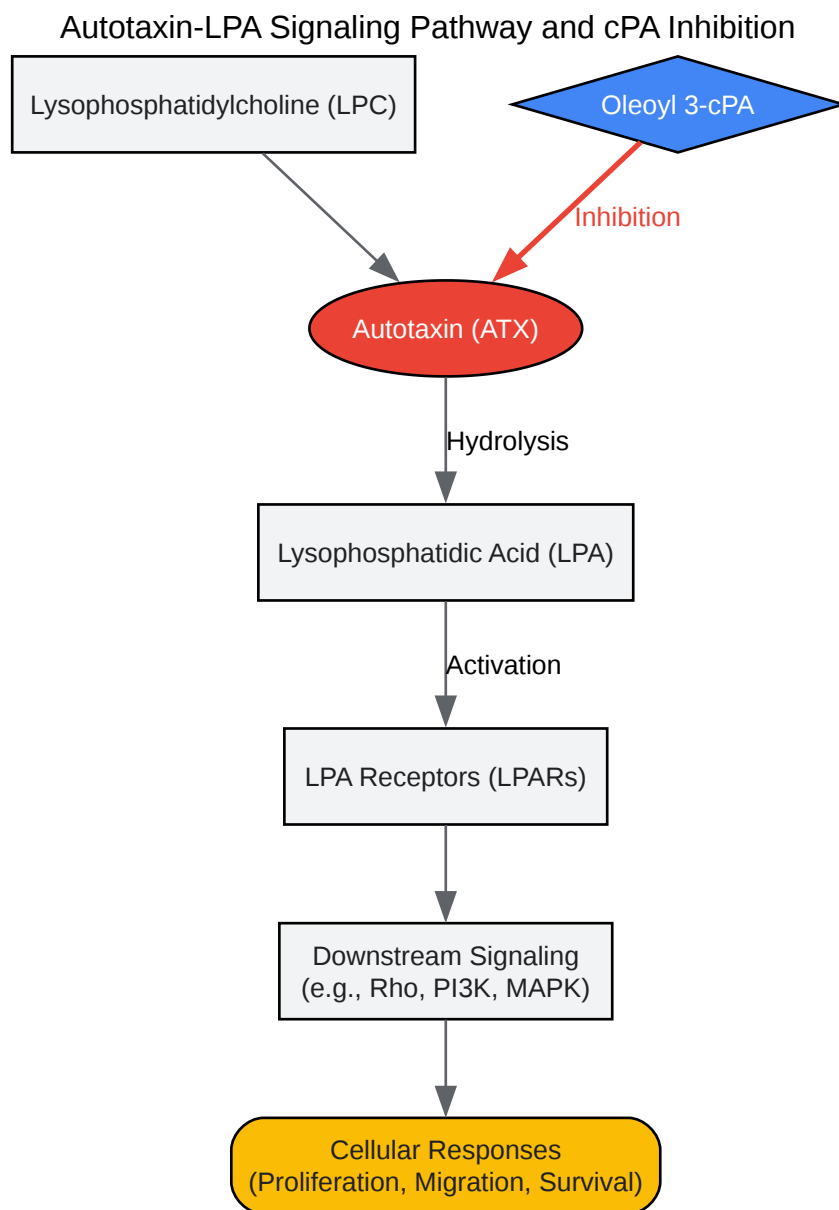 Autotaxin-LPA Signaling Pathway and cPA Inhibition
Lysophosphatidylcholine (LPC)
Oleoyl 3-cPA
Inhibition
Autotaxin (ATX)
Hydrolysis
Lysophosphatidic Acid (LPA)
Activation
LPA Receptors (LPARs)
Downstream Signaling
(e.g., Rho, PI3K, MAPK)
Cellular Responses
(Proliferation, Migration, Survival)